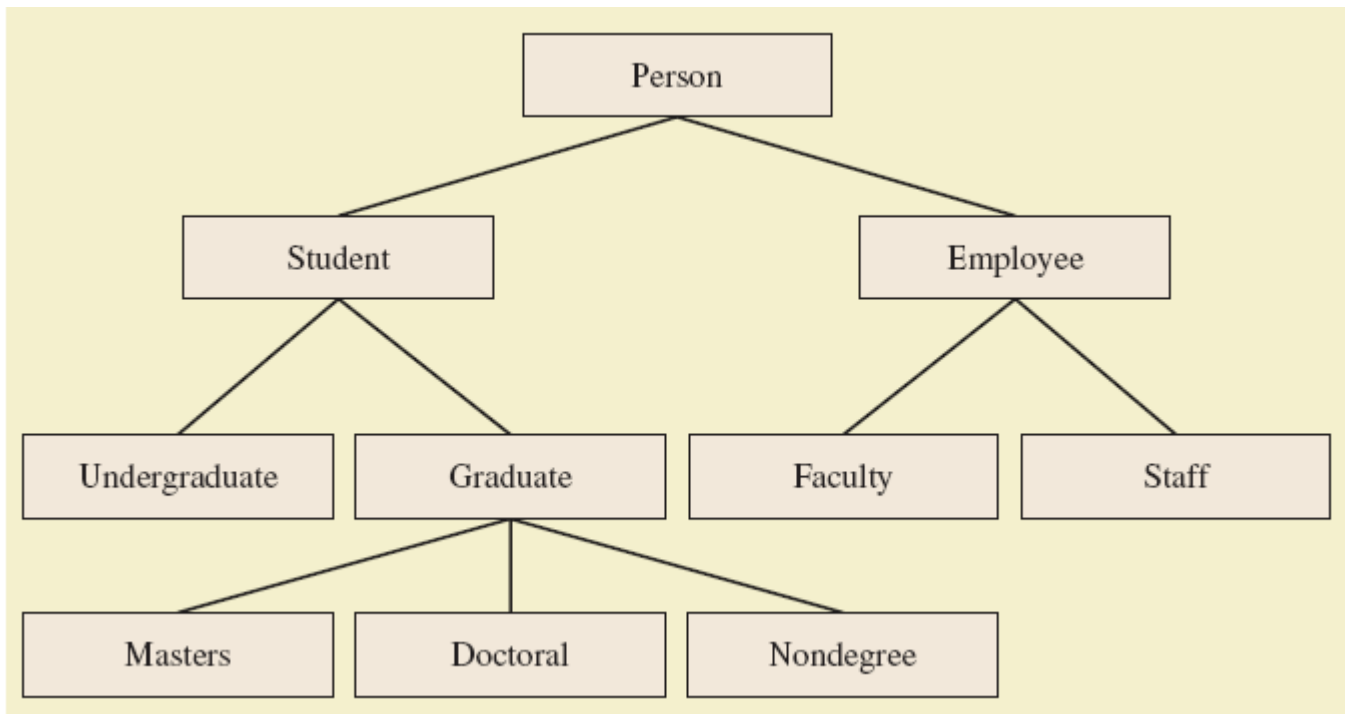 Person
Student
Employee
Undergraduate
Graduate
Faculty
Staff
Masters
Doctoral
Nondegree